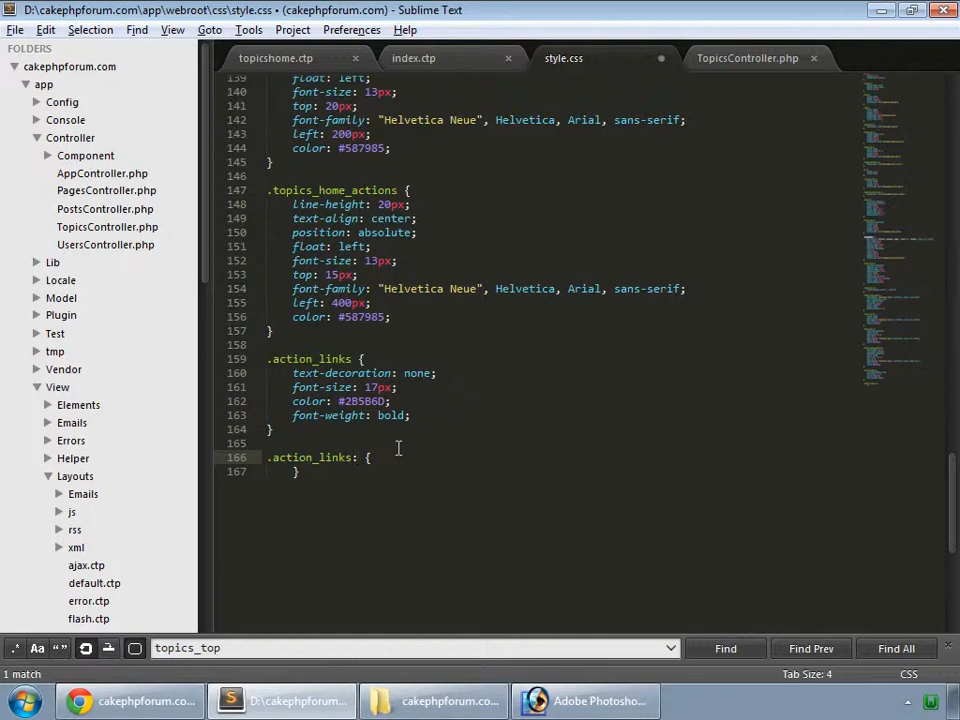 D:\cakephpforum.com\app\webroot\css\style.css • (cakephpforum.com) - Sublime Text
File Edit Selection Find View Goto Tools Project Preferences Help
FOLDERS
cakephpforum.com
app
Config
Console
Controller
Component
AppController.php
PagesController.php
PostsController.php
TopicsController.php
UsersController.php
Lib
Locale
Model
Plugin
Test
tmp
Vendor
View
Elements
Emails
Errors
Helper
Layouts
Emails
js
rss
xml
ajax.ctp
default.ctp
error.ctp
flash.ctp
topicshome.ctp index.ctp style.css TopicsController.php
139 float: left;
140 font-size: 13px;
141 top: 20px;
142 font-family: "Helvetica Neue", Helvetica, Arial, sans-serif;
143 left: 200px;
144 color: #587985;
145 }
146
147 .topics_home_actions {
148 line-height: 20px;
149 text-align: center;
150 position: absolute;
151 float: left;
152 font-size: 13px;
153 top: 15px;
154 font-family: "Helvetica Neue", Helvetica, Arial, sans-serif;
155 left: 400px;
156 color: #587985;
157 }
158
159 .action_links {
160 text-decoration: none;
161 font-size: 17px;
162 color: #2B5B6D;
163 font-weight: bold;
164 }
165
166 .action_links: {
167 }
.* Aa “ ” topics_top Find Find Prev Find All
1 match Tab Size: 4 CSS
cakephpforum.co... D:\cakephpforum... cakephpforum.co... Adobe Photosho...